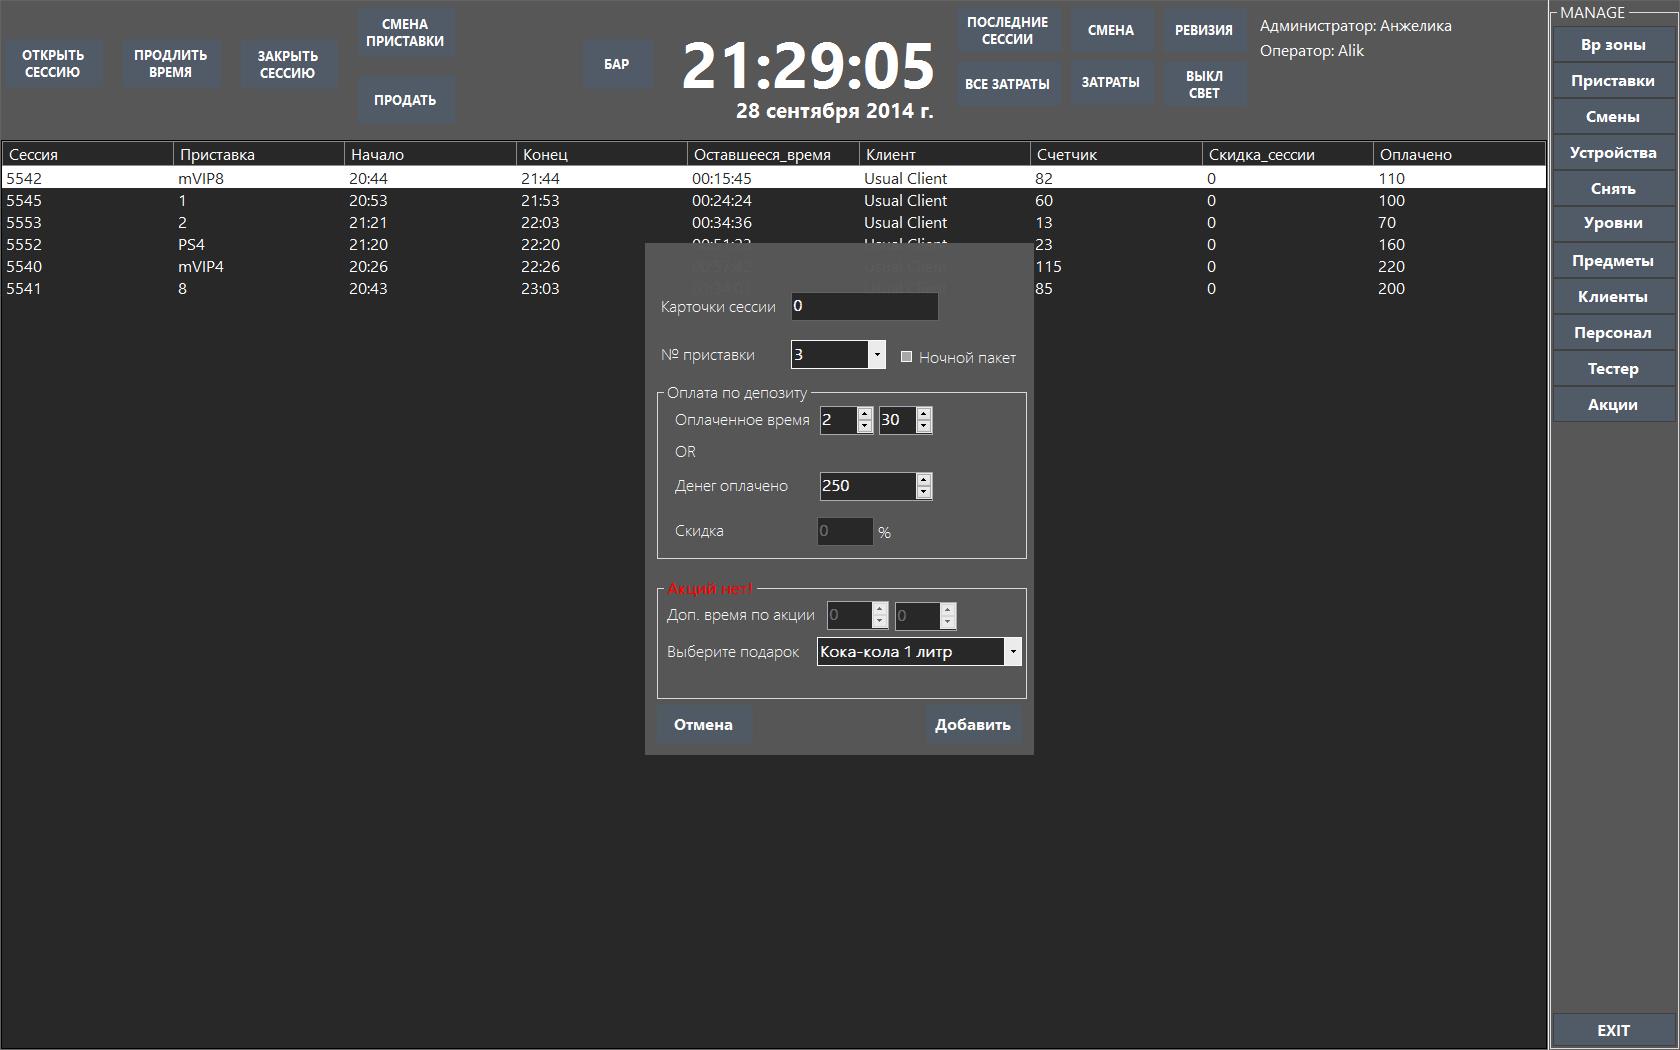 ОТКРЫТЬ СЕССИЮ
ПРОДЛИТЬ ВРЕМЯ
ЗАКРЫТЬ СЕССИЮ
СМЕНА ПРИСТАВКИ
ПРОДАТЬ
БАР
21:29:05
28 сентября 2014 г.
ПОСЛЕДНИЕ СЕССИИ
СМЕНА
РЕВИЗИЯ
ВСЕ ЗАТРАТЫ
ЗАТРАТЫ
ВЫКЛ СВЕТ
Администратор: Анжелика
Оператор: Alik
Сессия Приставка Начало Конец Оставшееся_время Клиент Счетчик Скидка_сессии Оплачено
5542 mVIP8 20:44 21:44 00:15:45 Usual Client 82 0 110
5545 1 20:53 21:53 00:24:24 Usual Client 60 0 100
5553 2 21:21 22:03 00:34:36 Usual Client 13 0 70
5552 PS4 21:20 22:20 Usual Client 23 0 160
5540 mVIP4 20:26 22:26 Usual Client 115 0 220
5541 8 20:43 23:03 85 0 200
Карточки сессии 0
№ приставки 3 Ночной пакет
Оплата по депозиту
Оплаченное время 2 30
OR
Денег оплачено 250
Скидка 0 %
Акций нет!
Доп. время по акции 0 0
Выберите подарок Кока-кола 1 литр
Отмена Добавить
MANAGE
Вр зоны
Приставки
Смены
Устройства
Снять
Уровни
Предметы
Клиенты
Персонал
Тестер
Акции
EXIT